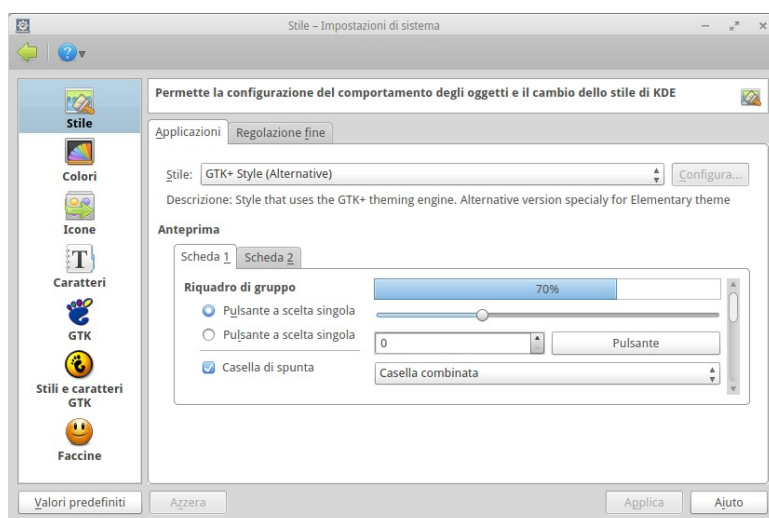 Stile – Impostazioni di sistema
Permette la configurazione del comportamento degli oggetti e il cambio dello stile di KDE
Stile
Colori
Icone
Caratteri
GTK
Stili e caratteri
GTK
Faccine
Applicazioni Regolazione fine
Stile: GTK+ Style (Alternative) Configura...
Descrizione: Style that uses the GTK+ theming engine. Alternative version specialy for Elementary theme
Anteprima
Scheda 1 Scheda 2
Riquadro di gruppo 70%
Pulsante a scelta singola
Pulsante a scelta singola
0 Pulsante
Casella di spunta Casella combinata
Valori predefiniti Azzera Applica Aiuto